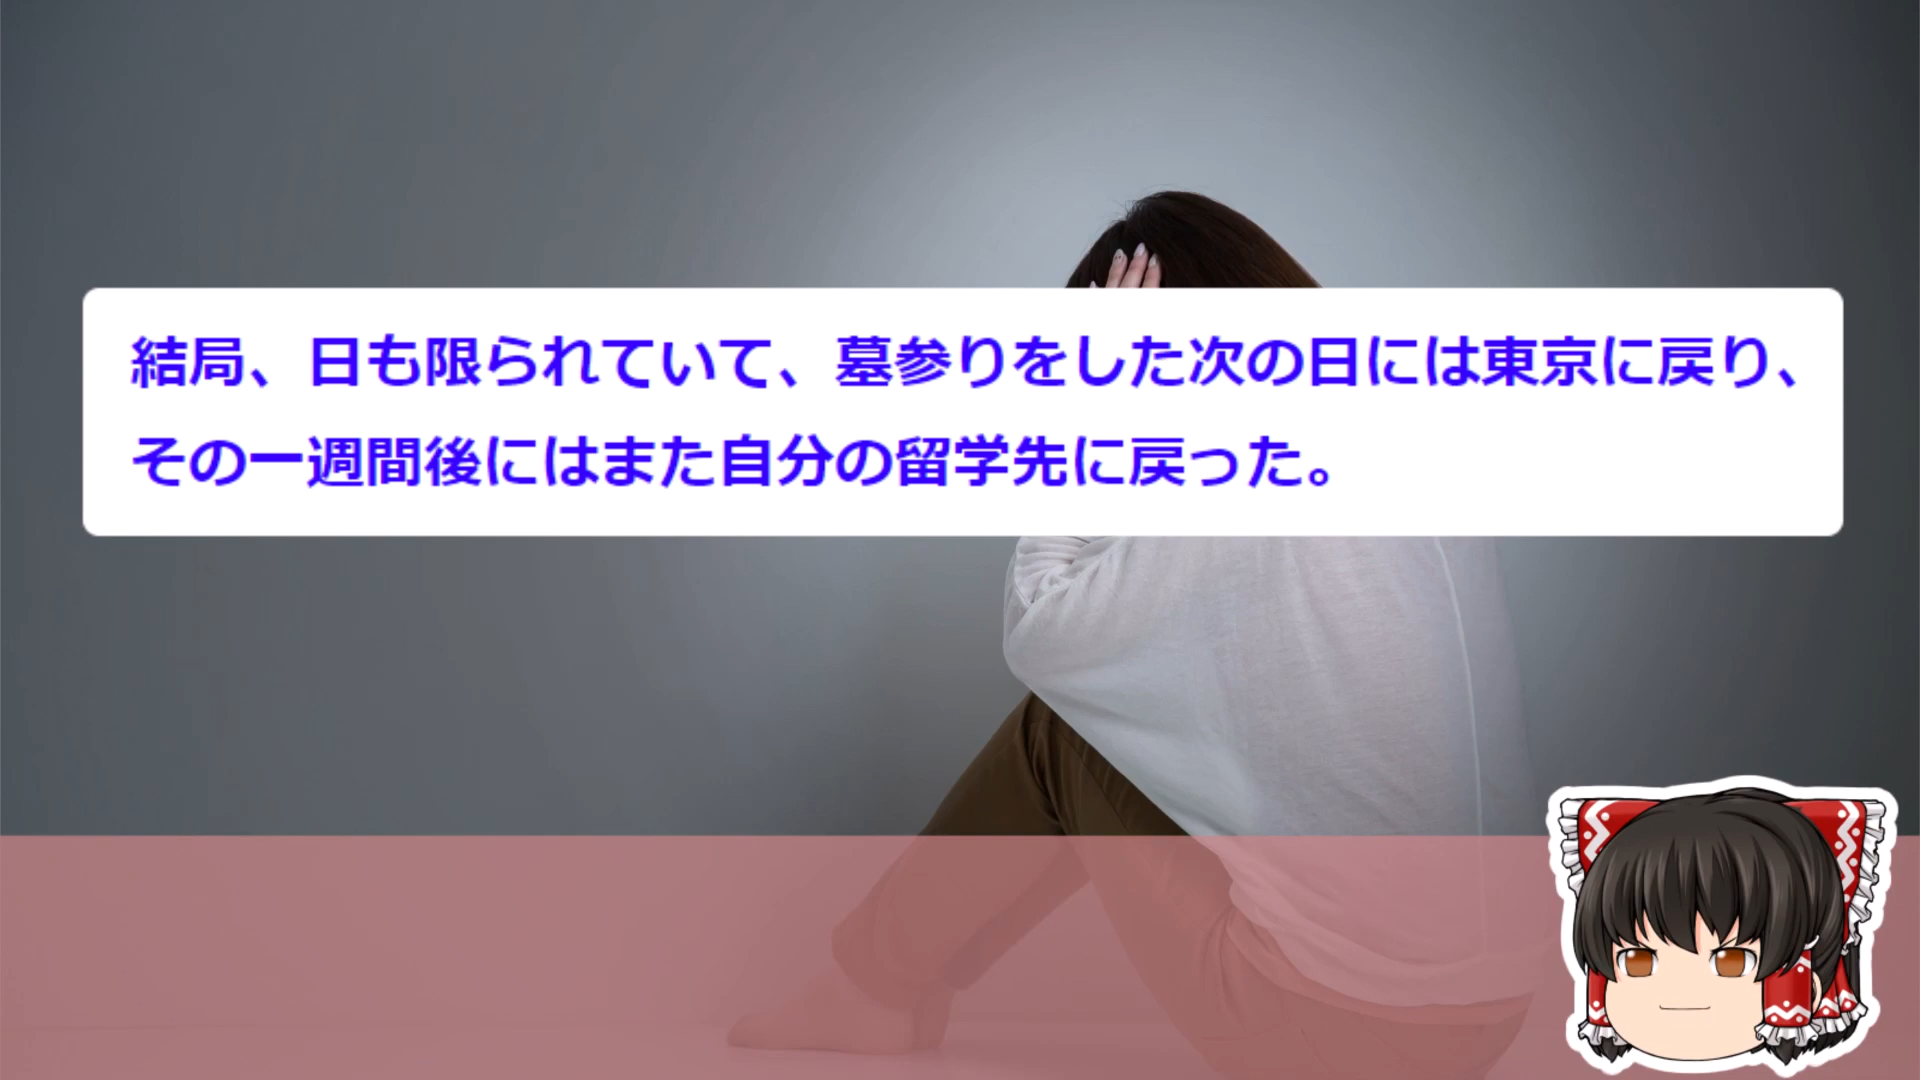 結局、日も限られていて、墓参りをした次の日には東京に戻り、
その一週間後にはまた自分の留学先に戻った。